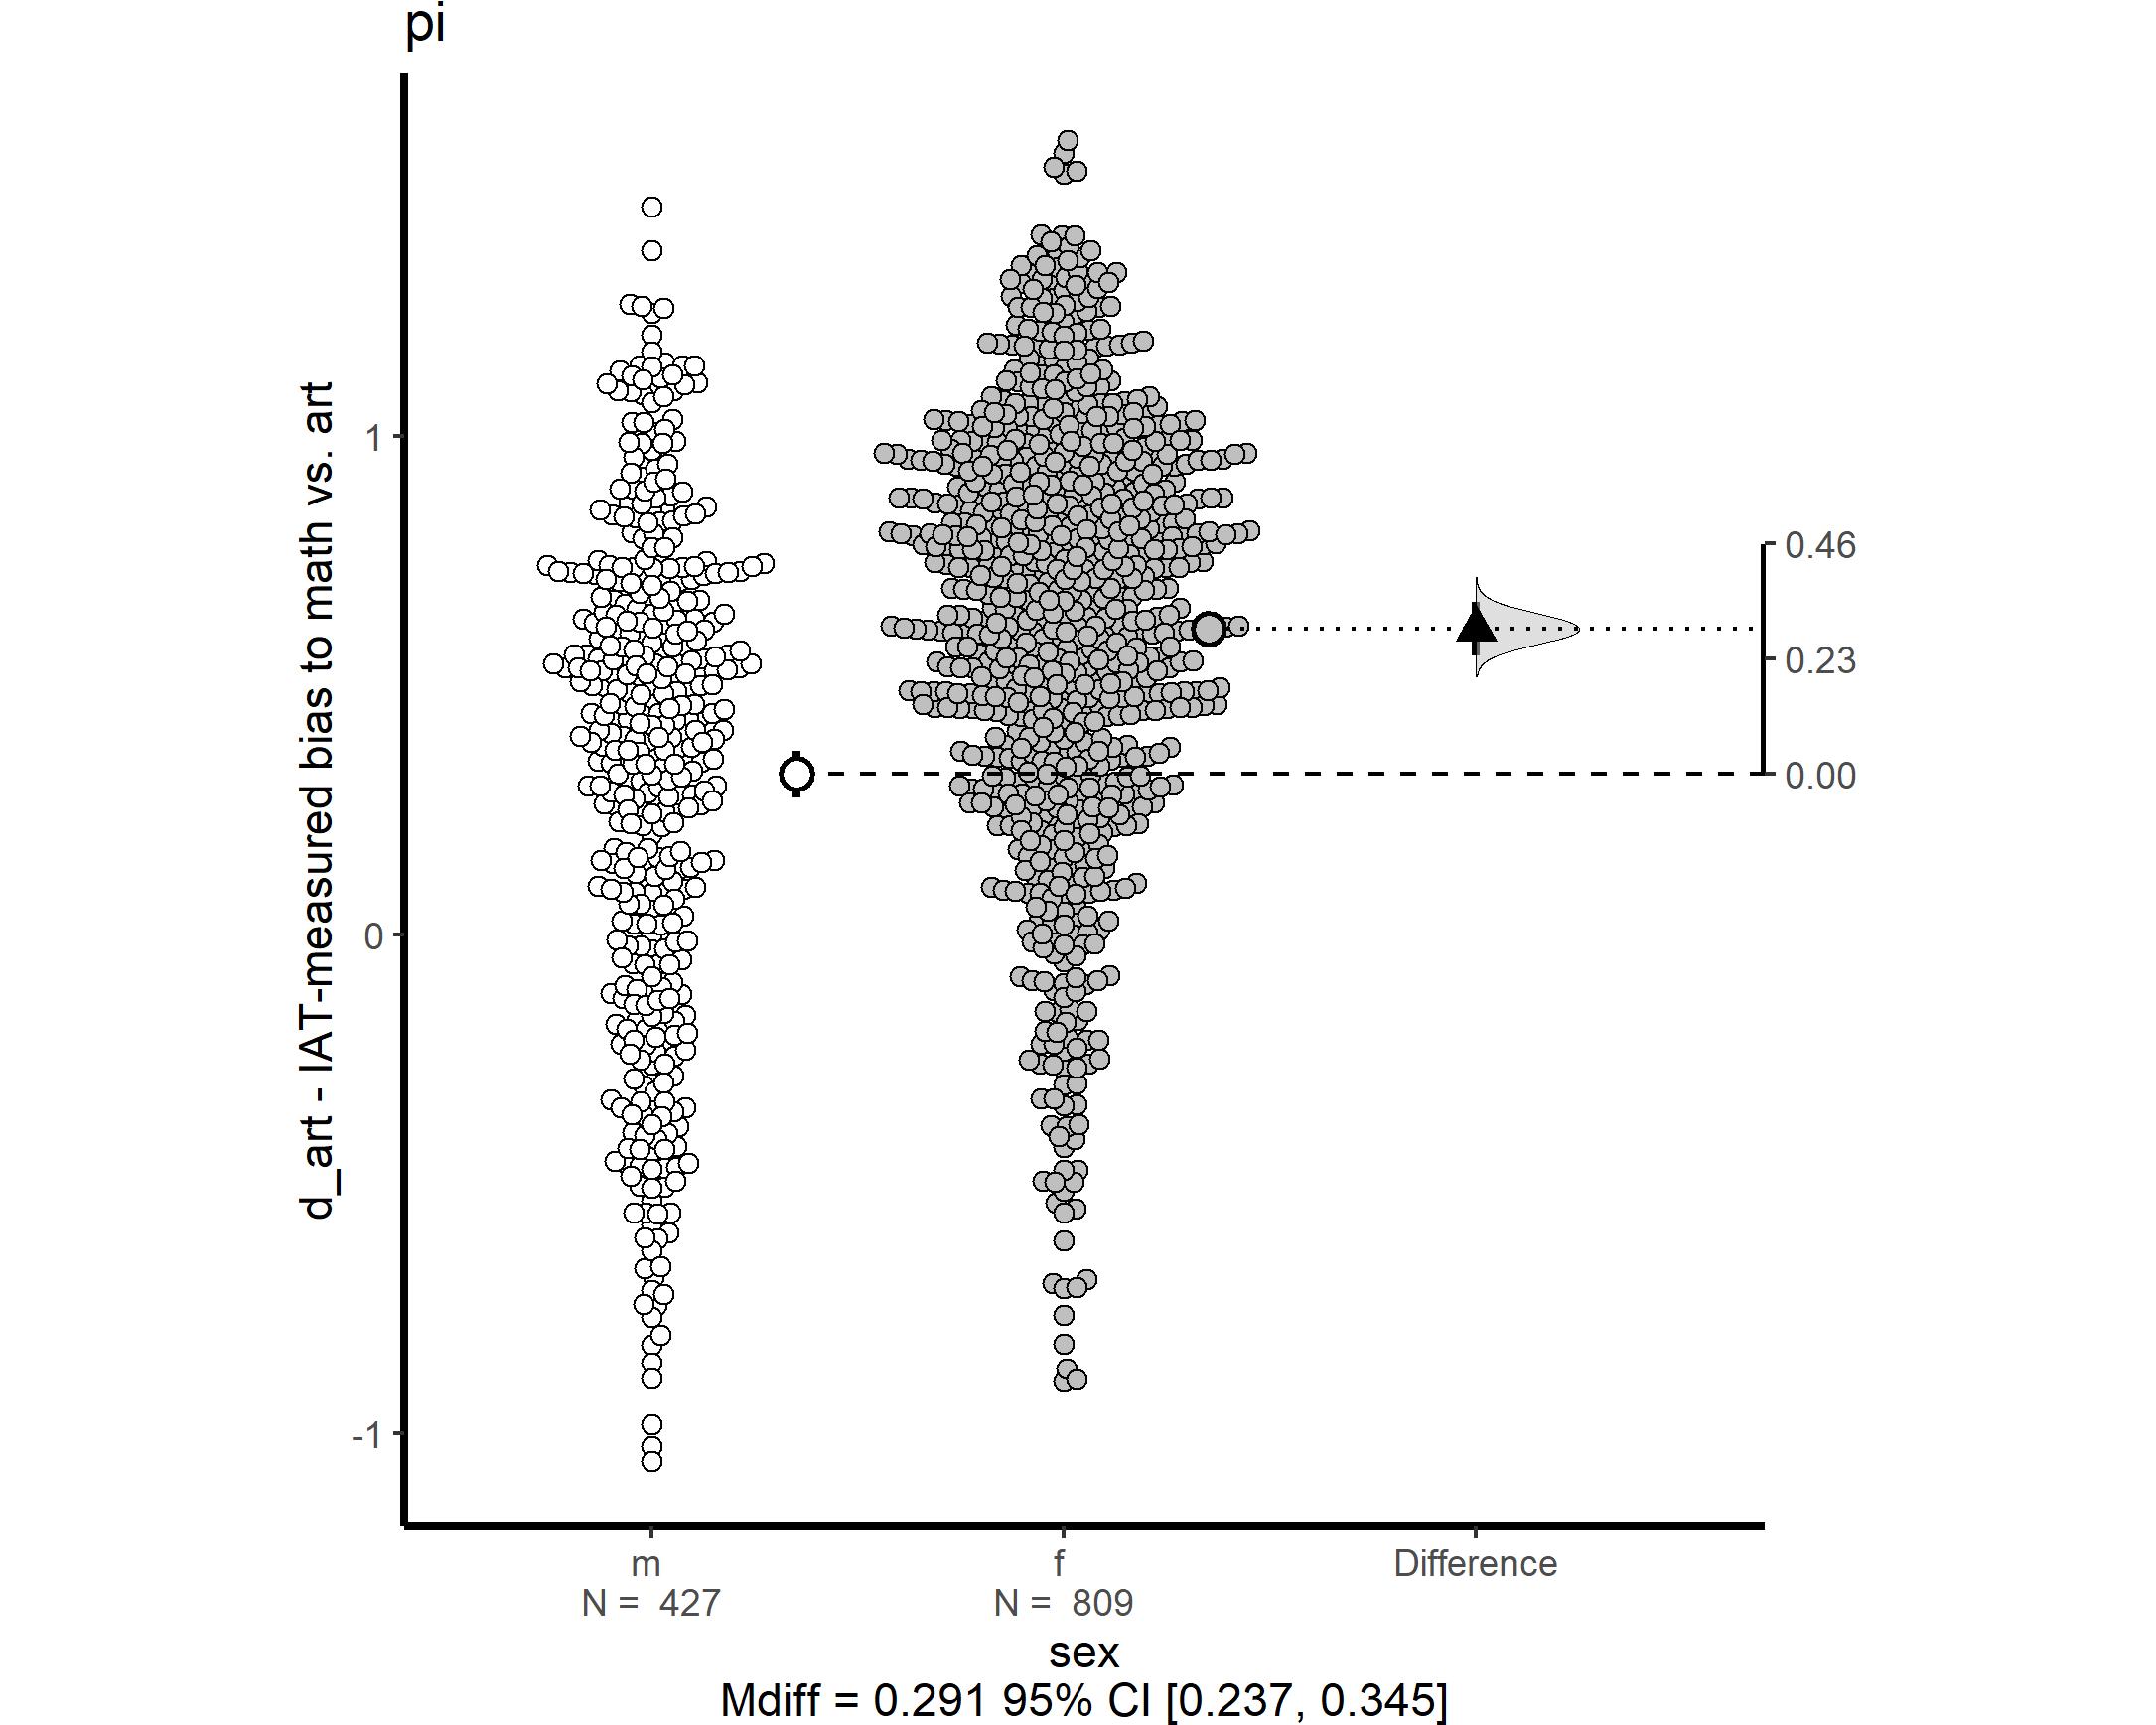 pi
d_art - IAT-measured bias to math vs. art
1
0
-1
0.46
0.23
0.00
m
N =  427
f
N =  809
Difference
sex
Mdiff = 0.291 95% CI [0.237, 0.345]